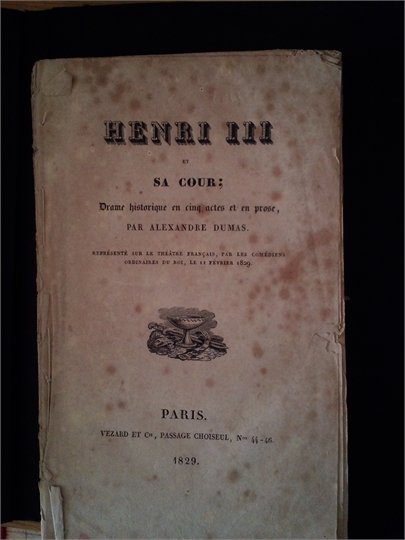 HENRI III
ET
SA COUR;
Drame historique en cinq actes et en prose,
PAR ALEXANDRE DUMAS.
REPRÉSENTÉ SUR LE THÉÂTRE FRANÇAIS, PAR LES COMÉDIENS
ORDINAIRES DU ROI, LE 11 FÉVRIER 1829.
PARIS.
VEZARD ET Cie, PASSAGE CHOISEUL, Nos 44-46.
1829.